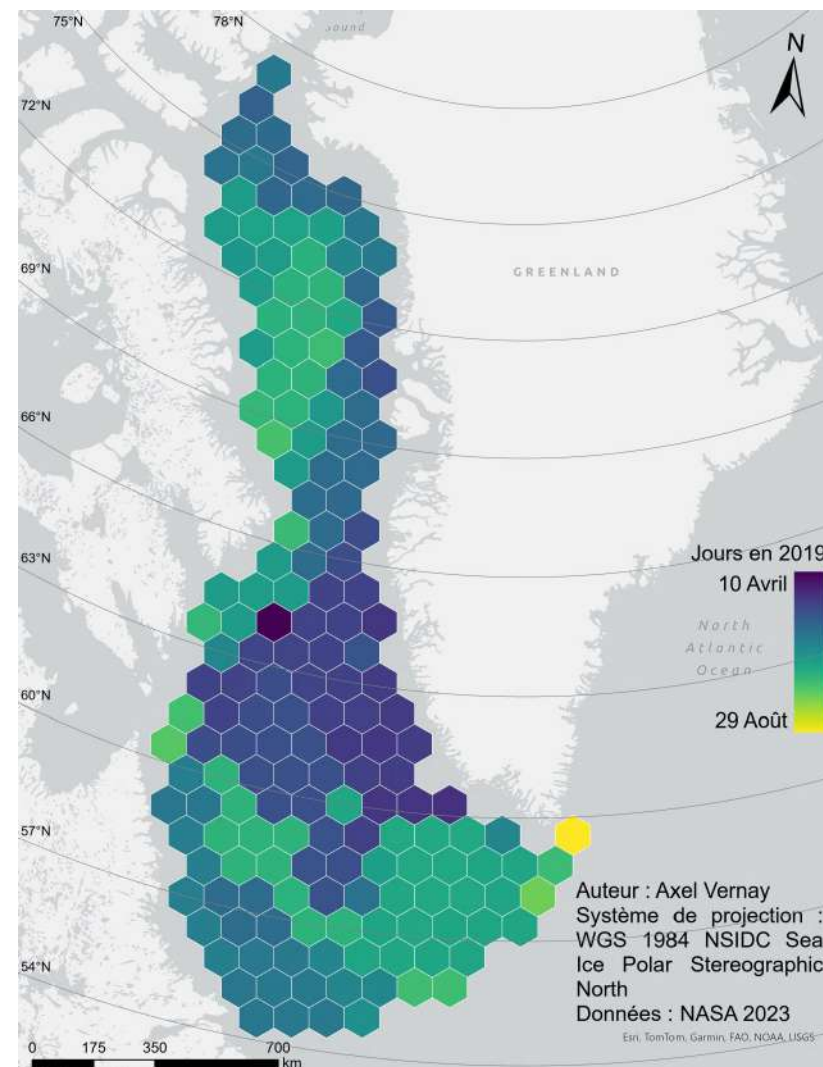 75°N
78°N
Sound
N
72°N
69°N
GREENLAND
66°N
63°N
Jours en 2019
10 Avril
North
Atlantic
Ocean
60°N
29 Août
57°N
Auteur : Axel Vernay
Système de projection :
WGS 1984 NSIDC Sea
Ice Polar Stereographic
North
Données : NASA 2023
54°N
Esri, TomTom, Garmin, FAO, NOAA, USGS
0 175 350 700
km